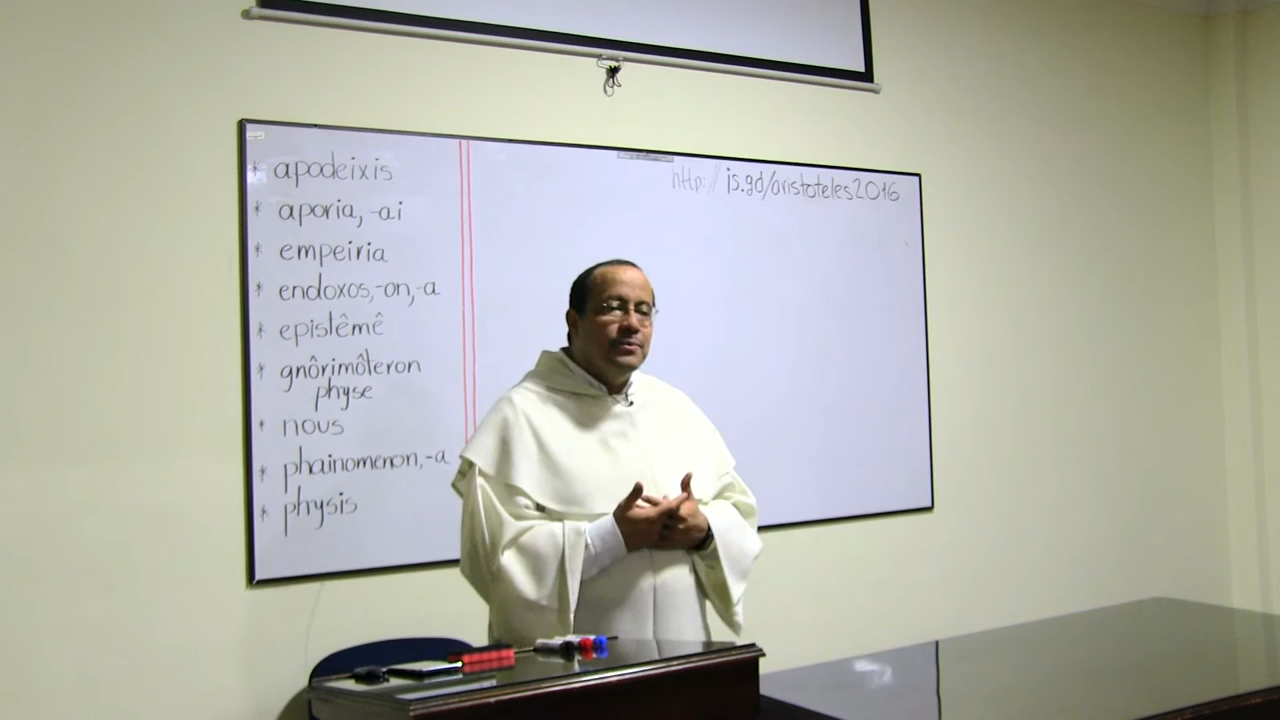 * apodeixis
* aporia, -ai
* empeiria
* endoxos,-on,-a
* epistêmê
* gnôrimôteron
physe
* nous
* phainomenon,-a
* physis
http://is.gd/aristoteles2016